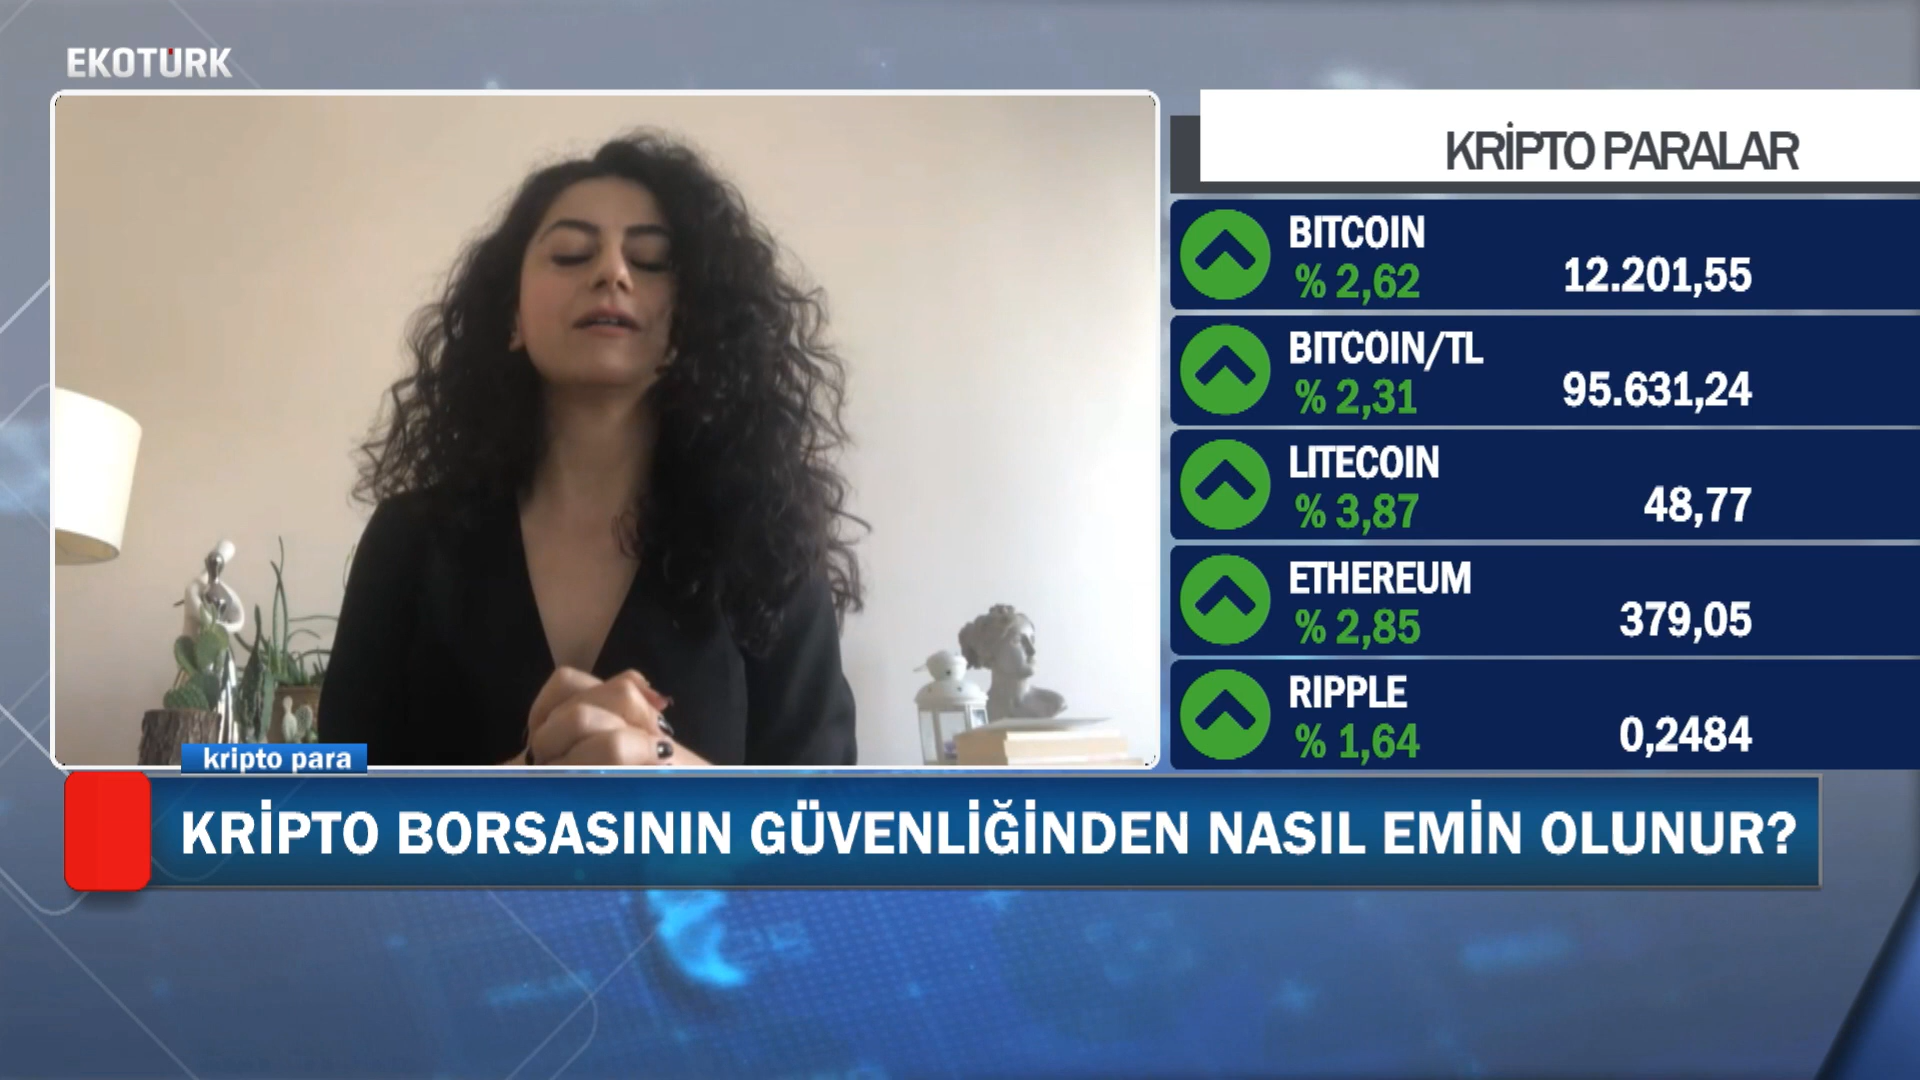 EKOTÜRK
KRİPTO PARALAR
BITCOIN
% 2,62
12.201,55
BITCOIN/TL
% 2,31
95.631,24
LITECOIN
% 3,87
48,77
ETHEREUM
% 2,85
379,05
RIPPLE
% 1,64
0,2484
kripto para
KRİPTO BORSASININ GÜVENLİĞİNDEN NASIL EMİN OLUNUR?